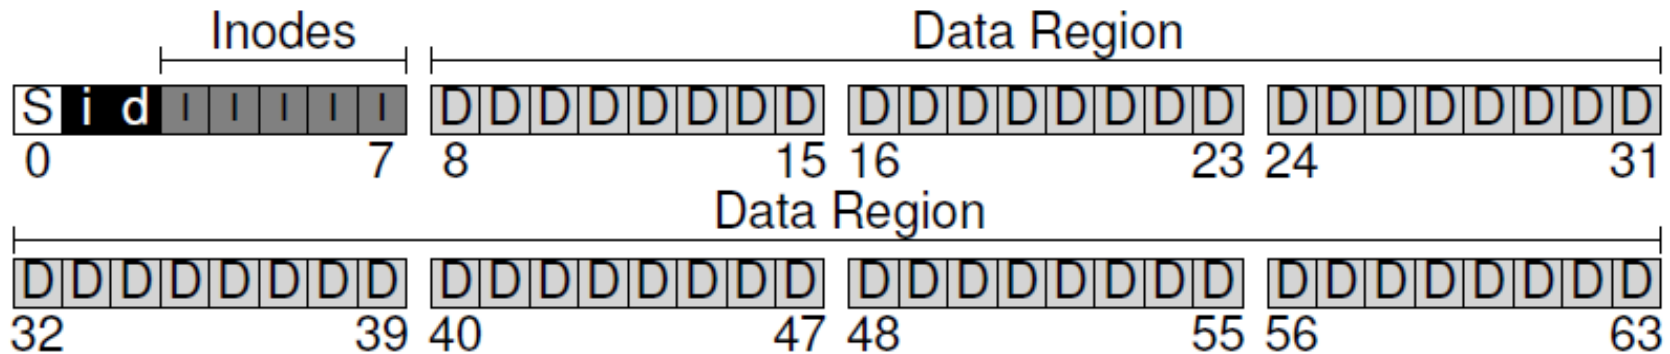 Inodes Data Region
S i d I I I I I D D D D D D D D D D D D D D D D D D D D D D D D
0 7 8 15 16 23 24 31
Data Region
D D D D D D D D D D D D D D D D D D D D D D D D D D D D D D D D
32 39 40 47 48 55 56 63